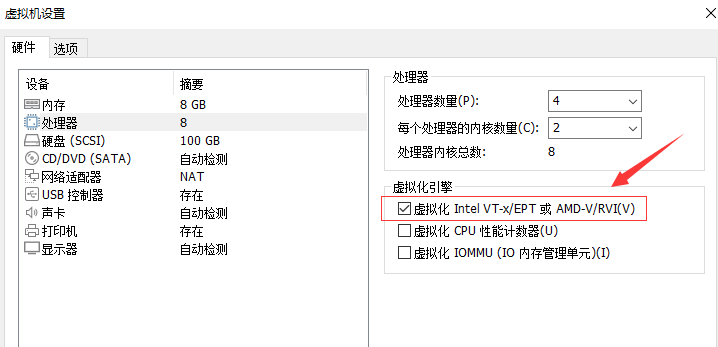 虚拟机设置
硬件 选项
设备 摘要
内存 8 GB
处理器 8
硬盘 (SCSI) 100 GB
CD/DVD (SATA) 自动检测
网络适配器 NAT
USB 控制器 存在
声卡 自动检测
打印机 存在
显示器 自动检测
处理器
处理器数量(P): 4
每个处理器的内核数量(C): 2
处理器内核总数: 8
虚拟化引擎
虚拟化 Intel VT-x/EPT 或 AMD-V/RVI(V)
虚拟化 CPU 性能计数器(U)
虚拟化 IOMMU (IO 内存管理单元)(I)